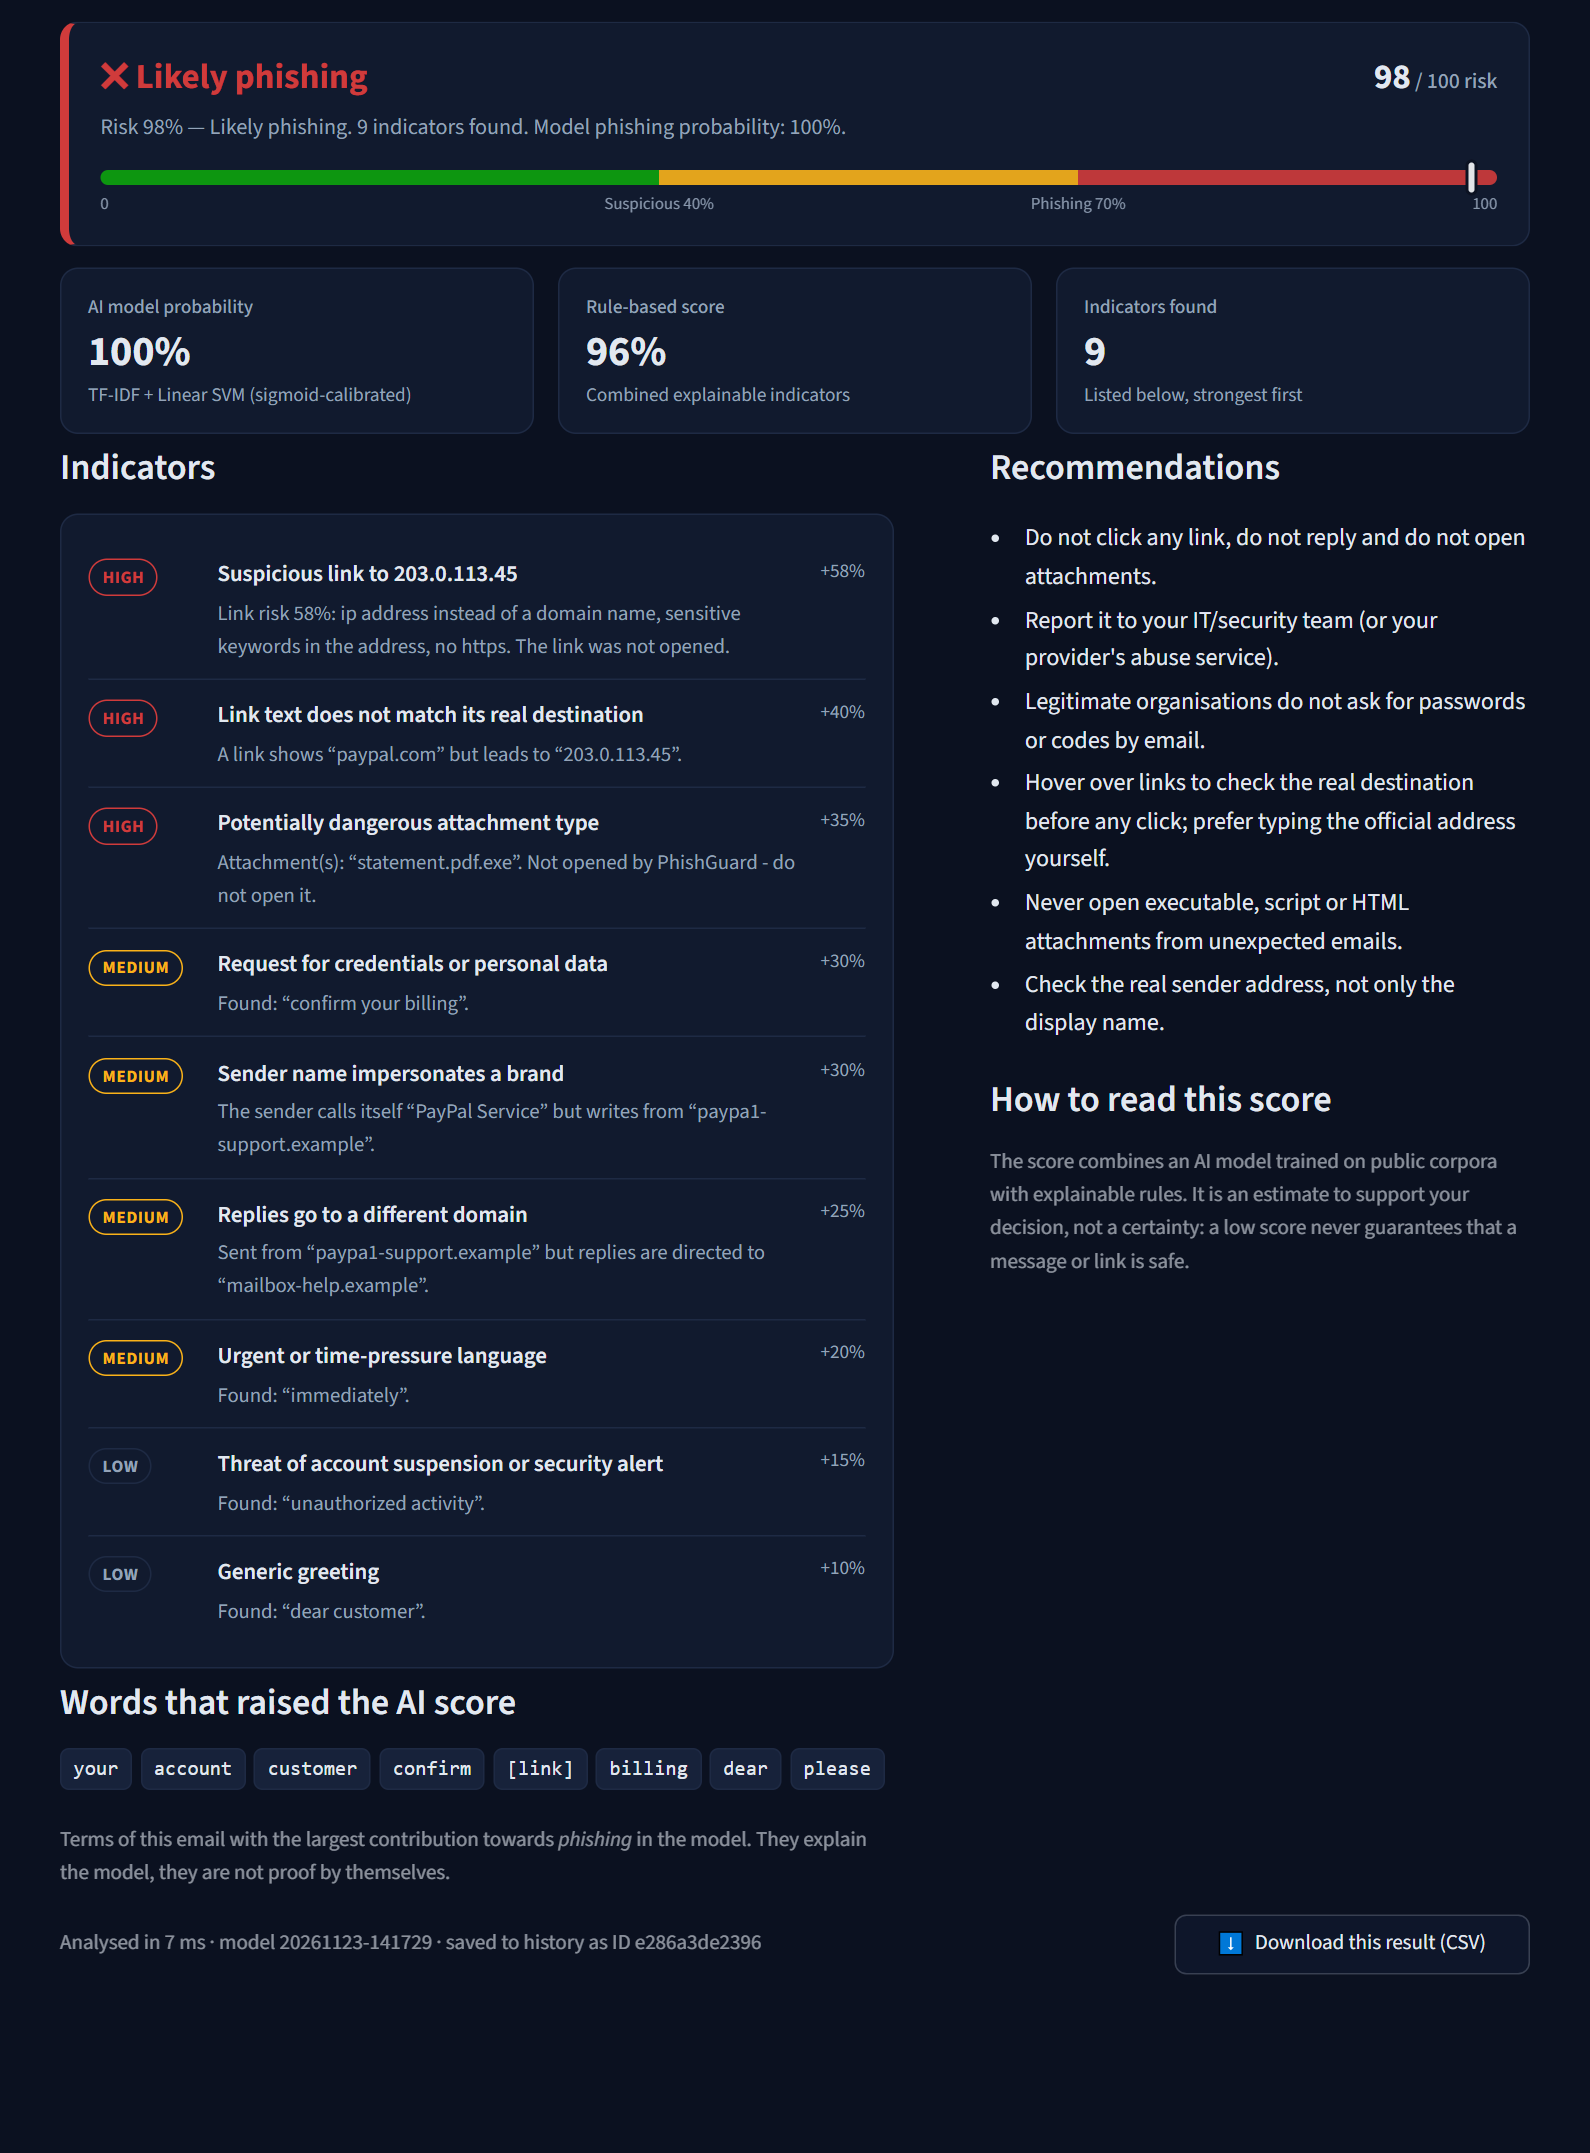 ❌ Likely phishing
98 / 100 risk
Risk 98% — Likely phishing. 9 indicators found. Model phishing probability: 100%.
0
Suspicious 40%
Phishing 70%
100
AI model probability
100%
TF-IDF + Linear SVM (sigmoid-calibrated)
Rule-based score
96%
Combined explainable indicators
Indicators found
9
Listed below, strongest first
Indicators
HIGH
Suspicious link to 203.0.113.45
+58%
Link risk 58%: ip address instead of a domain name, sensitive
keywords in the address, no https. The link was not opened.
HIGH
Link text does not match its real destination
+40%
A link shows “paypal.com” but leads to “203.0.113.45”.
HIGH
Potentially dangerous attachment type
+35%
Attachment(s): “statement.pdf.exe”. Not opened by PhishGuard - do
not open it.
MEDIUM
Request for credentials or personal data
+30%
Found: “confirm your billing”.
MEDIUM
Sender name impersonates a brand
+30%
The sender calls itself “PayPal Service” but writes from “paypa1-
support.example”.
MEDIUM
Replies go to a different domain
+25%
Sent from “paypa1-support.example” but replies are directed to
“mailbox-help.example”.
MEDIUM
Urgent or time-pressure language
+20%
Found: “immediately”.
LOW
Threat of account suspension or security alert
+15%
Found: “unauthorized activity”.
LOW
Generic greeting
+10%
Found: “dear customer”.
Recommendations
• Do not click any link, do not reply and do not open
attachments.
• Report it to your IT/security team (or your
provider's abuse service).
• Legitimate organisations do not ask for passwords
or codes by email.
• Hover over links to check the real destination
before any click; prefer typing the official address
yourself.
• Never open executable, script or HTML
attachments from unexpected emails.
• Check the real sender address, not only the
display name.
How to read this score
The score combines an AI model trained on public corpora
with explainable rules. It is an estimate to support your
decision, not a certainty: a low score never guarantees that a
message or link is safe.
Words that raised the AI score
your account customer confirm [link] billing dear please
Terms of this email with the largest contribution towards phishing in the model. They explain
the model, they are not proof by themselves.
Analysed in 7 ms · model 20261123-141729 · saved to history as ID e286a3de2396
⬇️ Download this result (CSV)